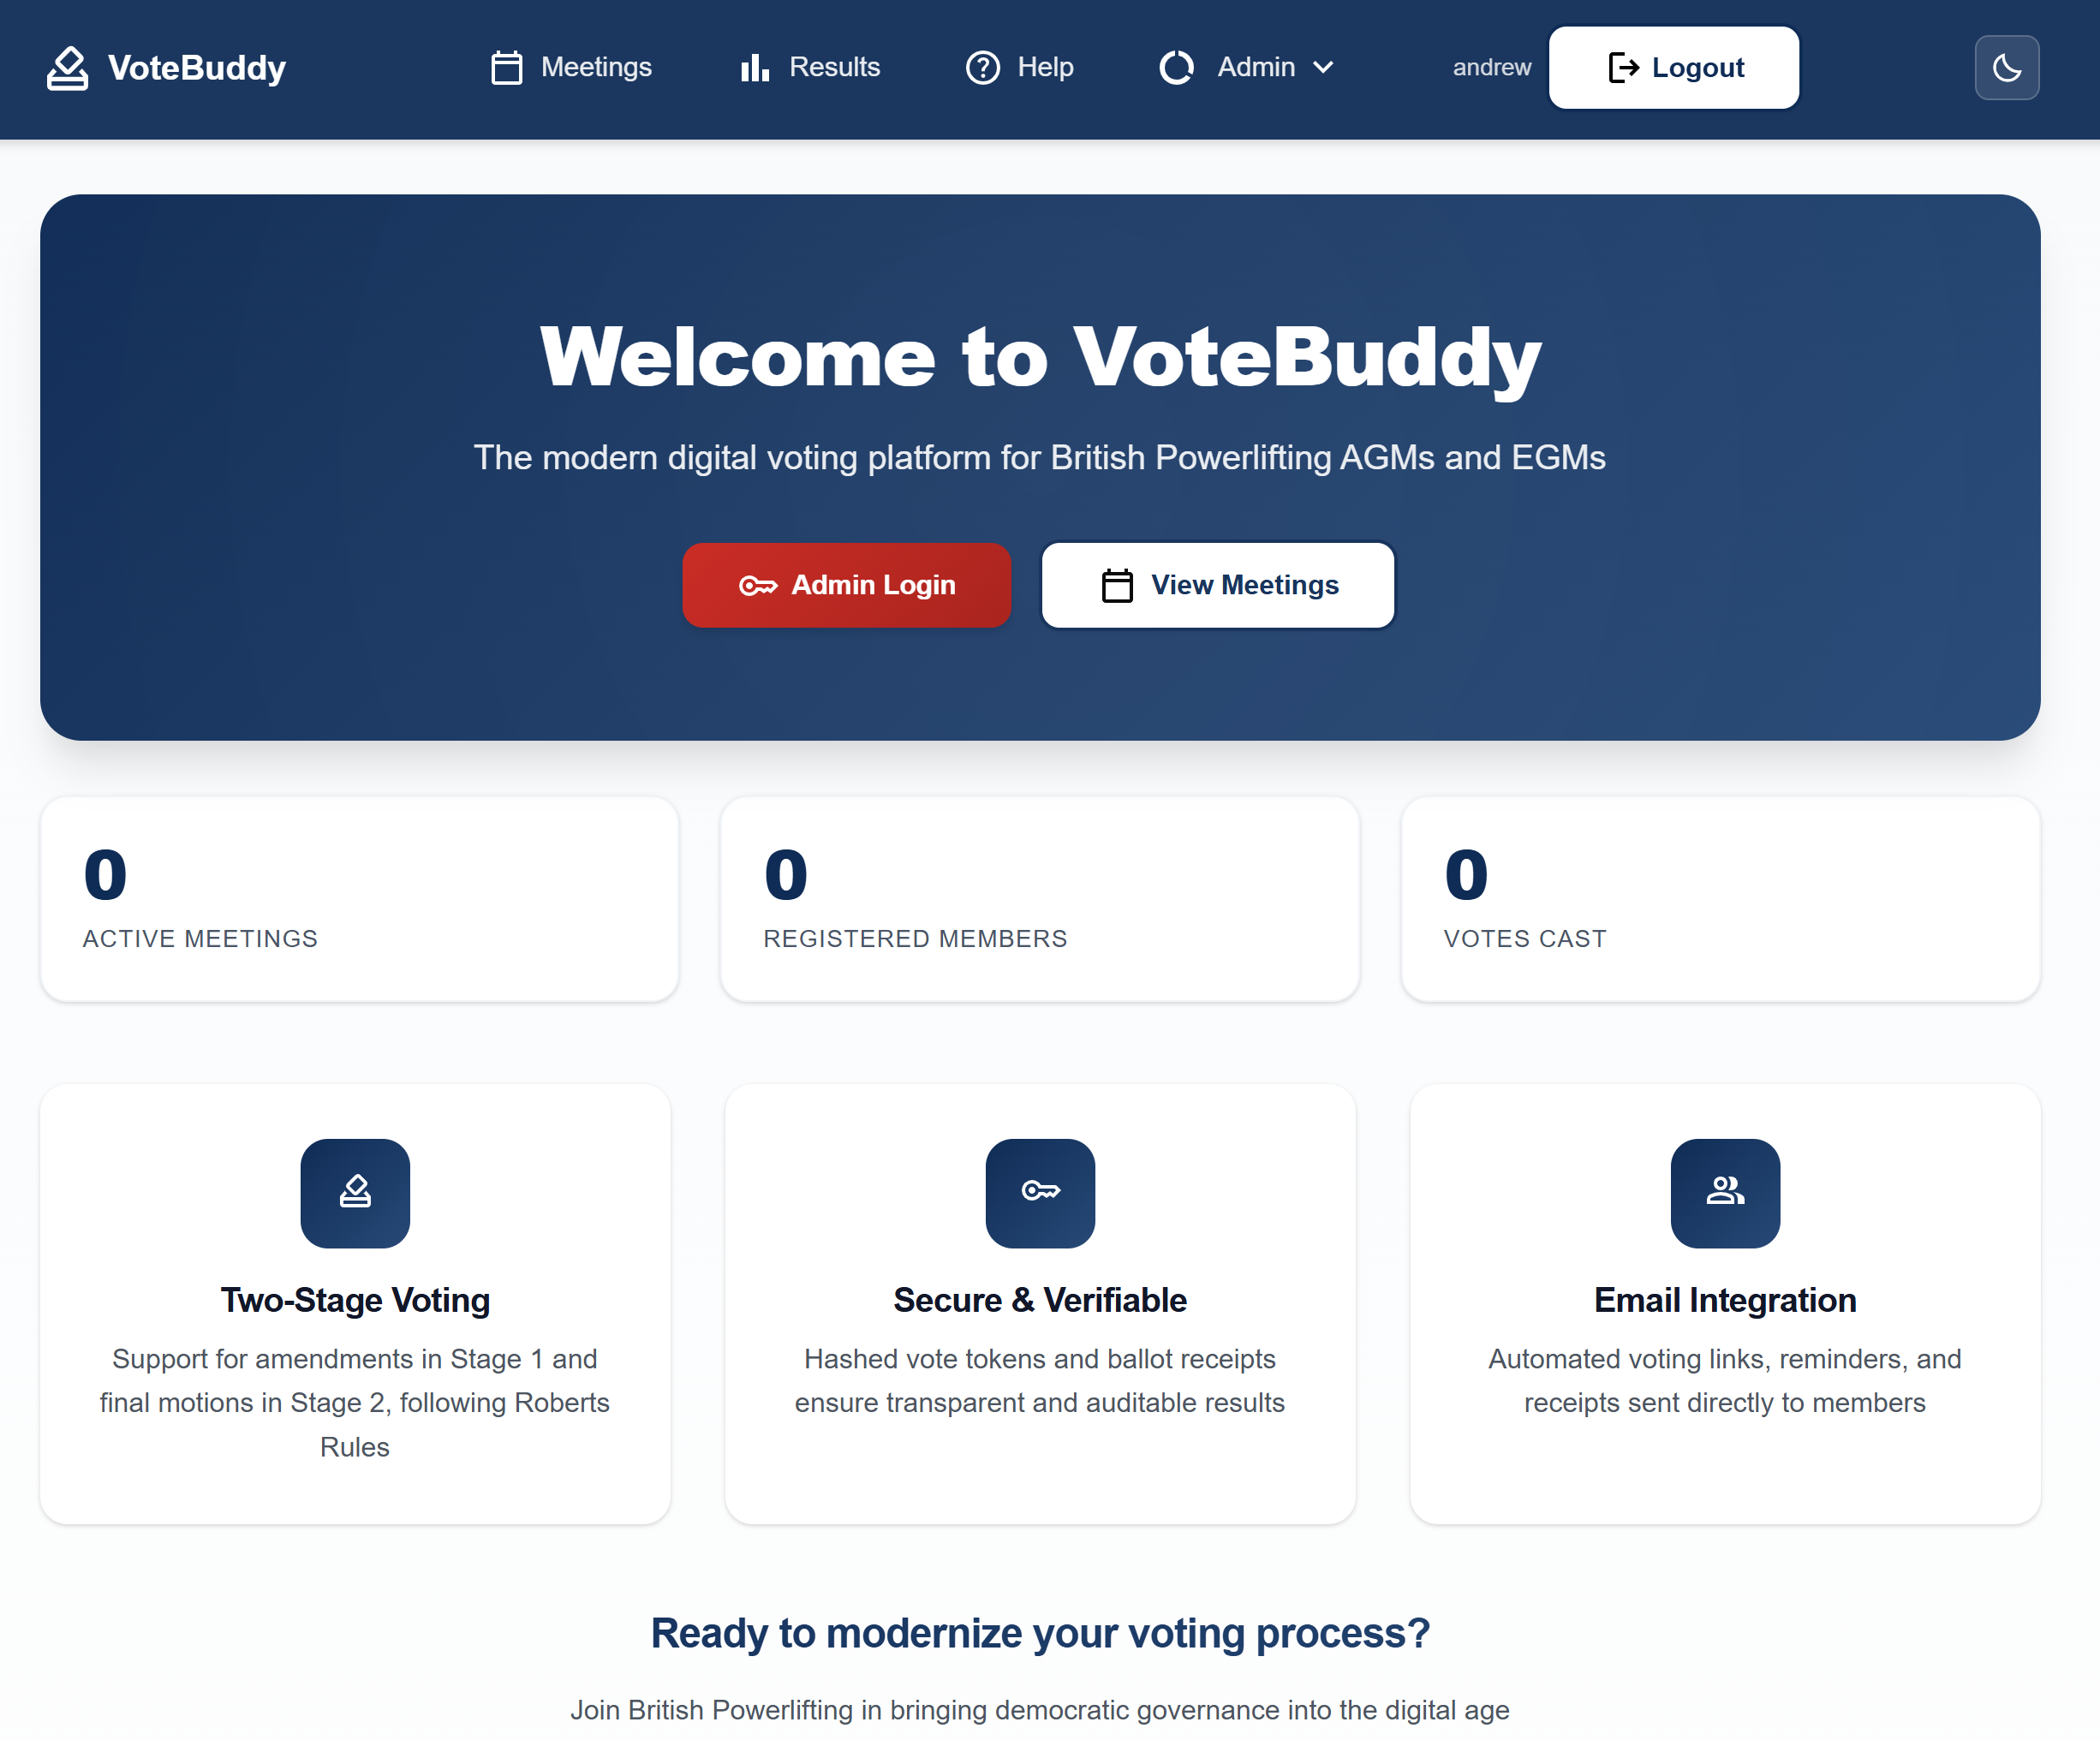 VoteBuddy
Meetings
Results
Help
Admin
andrew
Logout
Welcome to VoteBuddy
The modern digital voting platform for British Powerlifting AGMs and EGMs
Admin Login
View Meetings
0
ACTIVE MEETINGS
0
REGISTERED MEMBERS
0
VOTES CAST
Two-Stage Voting
Support for amendments in Stage 1 and
final motions in Stage 2, following Roberts
Rules
Secure & Verifiable
Hashed vote tokens and ballot receipts
ensure transparent and auditable results
Email Integration
Automated voting links, reminders, and
receipts sent directly to members
Ready to modernize your voting process?
Join British Powerlifting in bringing democratic governance into the digital age